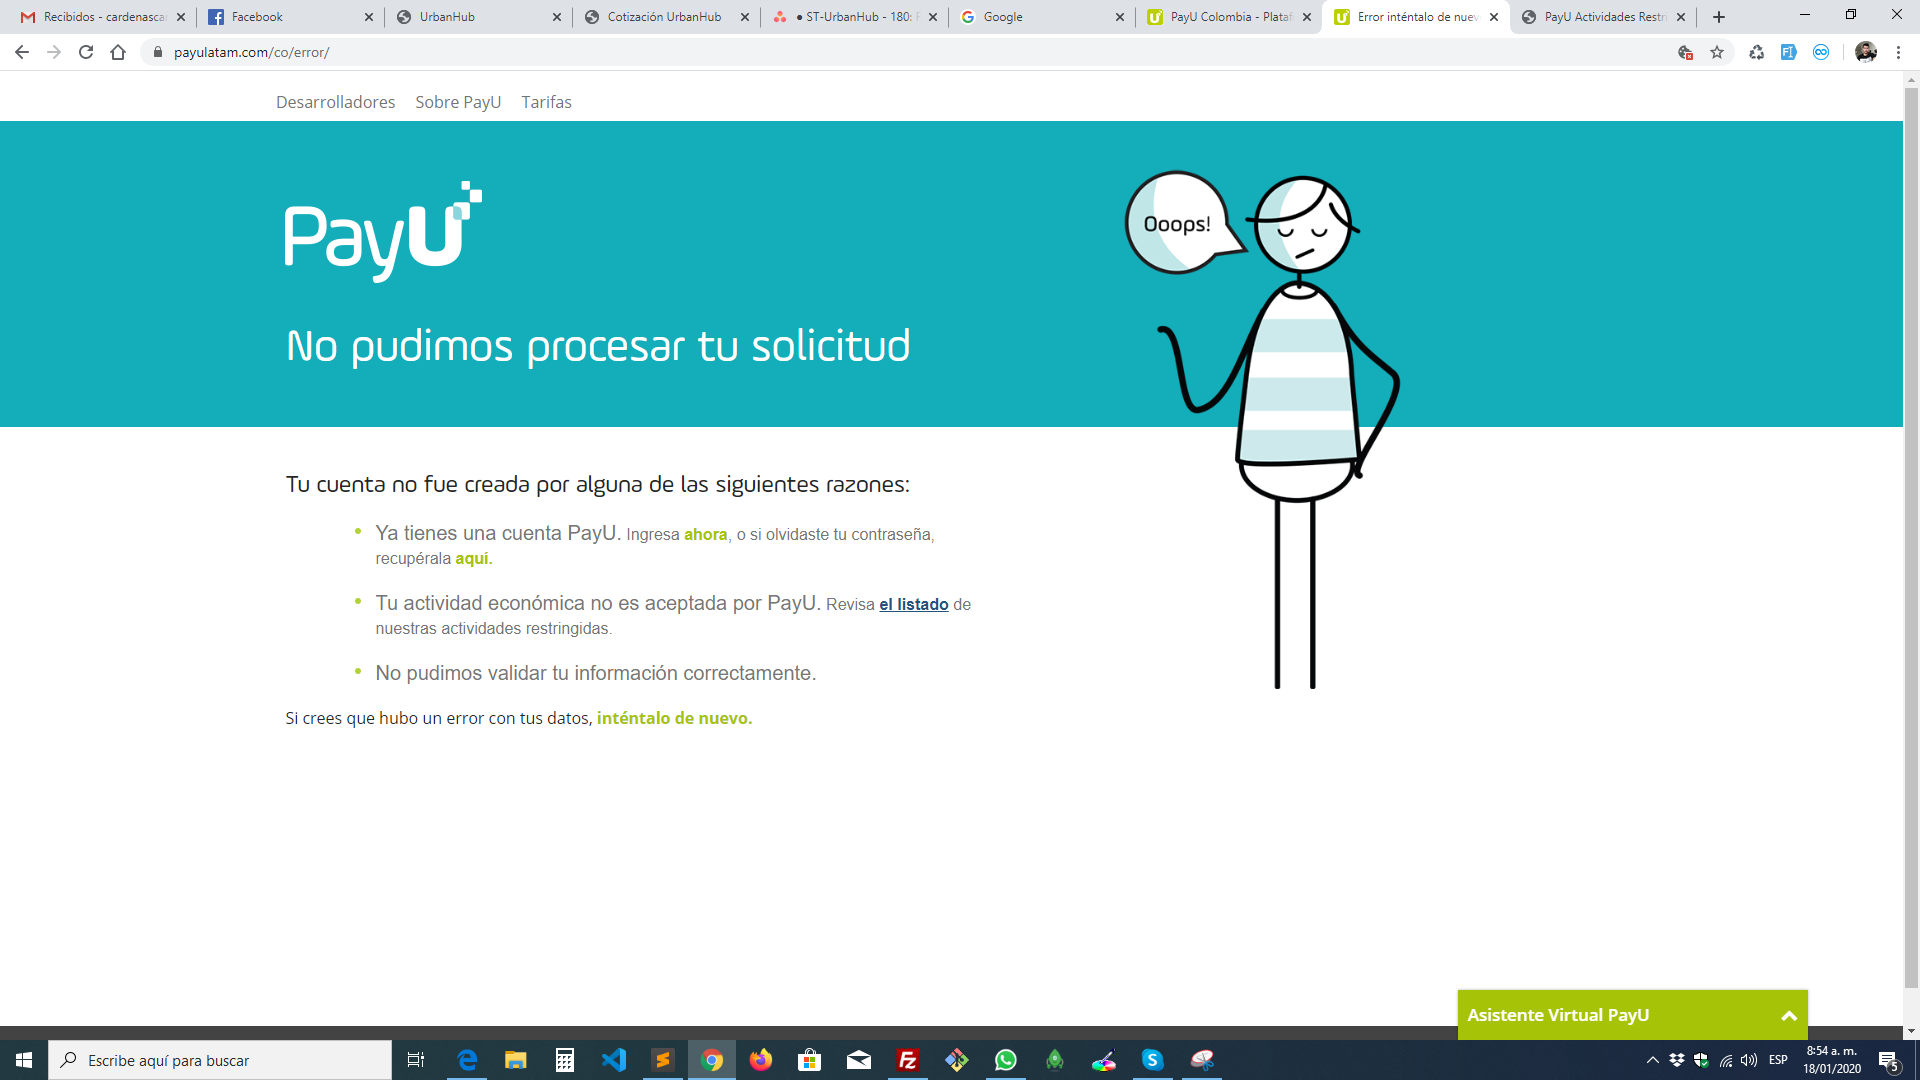 Recibidos - cardenasca
Facebook
UrbanHub
Cotización UrbanHub
● ST-UrbanHub - 180:
Google
PayU Colombia - Plataf
Error inténtalo de nuev
PayU Actividades Restri
payulatam.com/co/error/
Desarrolladores
Sobre PayU
Tarifas
PayU
Ooops!
No pudimos procesar tu solicitud
Tu cuenta no fue creada por alguna de las siguientes razones:
• Ya tienes una cuenta PayU. Ingresa ahora, o si olvidaste tu contraseña,
recupérala aquí.
• Tu actividad económica no es aceptada por PayU. Revisa el listado de
nuestras actividades restringidas.
• No pudimos validar tu información correctamente.
Si crees que hubo un error con tus datos, inténtalo de nuevo.
Asistente Virtual PayU
Escribe aquí para buscar
ESP
8:54 a. m.
18/01/2020
5